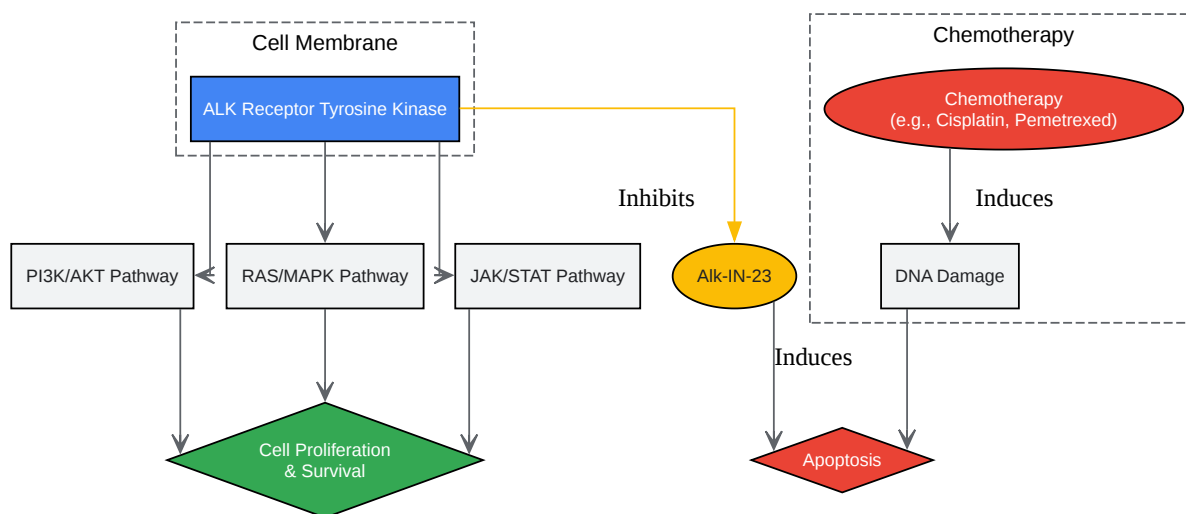 Cell Membrane
ALK Receptor Tyrosine Kinase
Chemotherapy
Chemotherapy
(e.g., Cisplatin, Pemetrexed)
Inhibits
Induces
PI3K/AKT Pathway
RAS/MAPK Pathway
JAK/STAT Pathway
Alk-IN-23
DNA Damage
Induces
Cell Proliferation
& Survival
Apoptosis